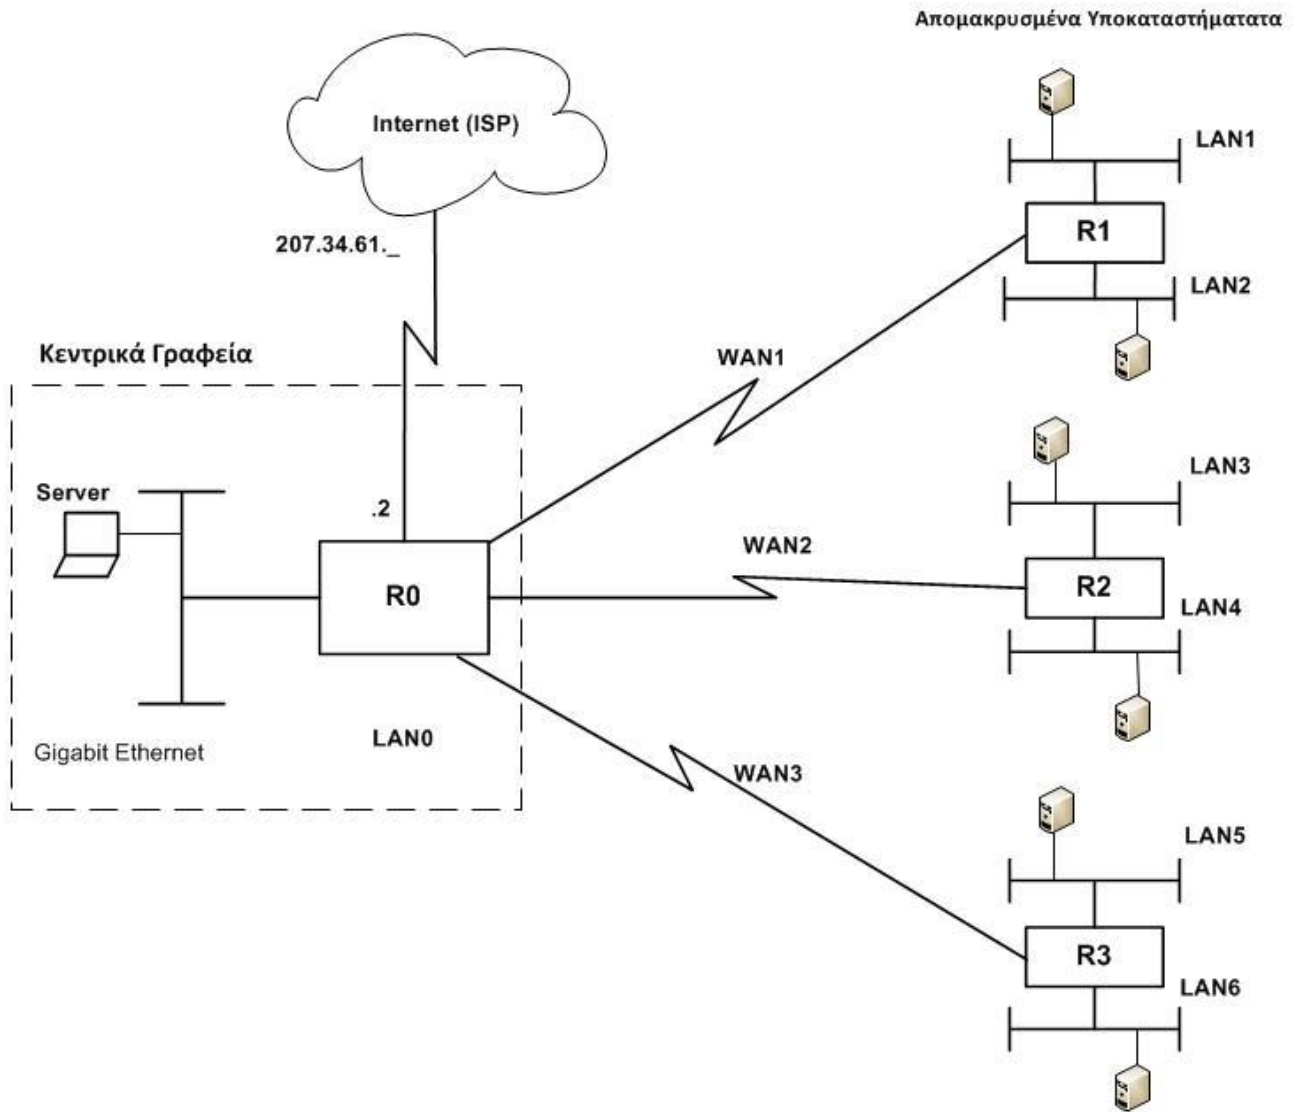 Απομακρυσμένα Υποκαταστήματατα
Internet (ISP)
LAN1
R1
207.34.61._
LAN2
Κεντρικά Γραφεία
WAN1
LAN3
Server
.2
WAN2
R0
R2
LAN4
Gigabit Ethernet
LAN0
WAN3
LAN5
R3
LAN6